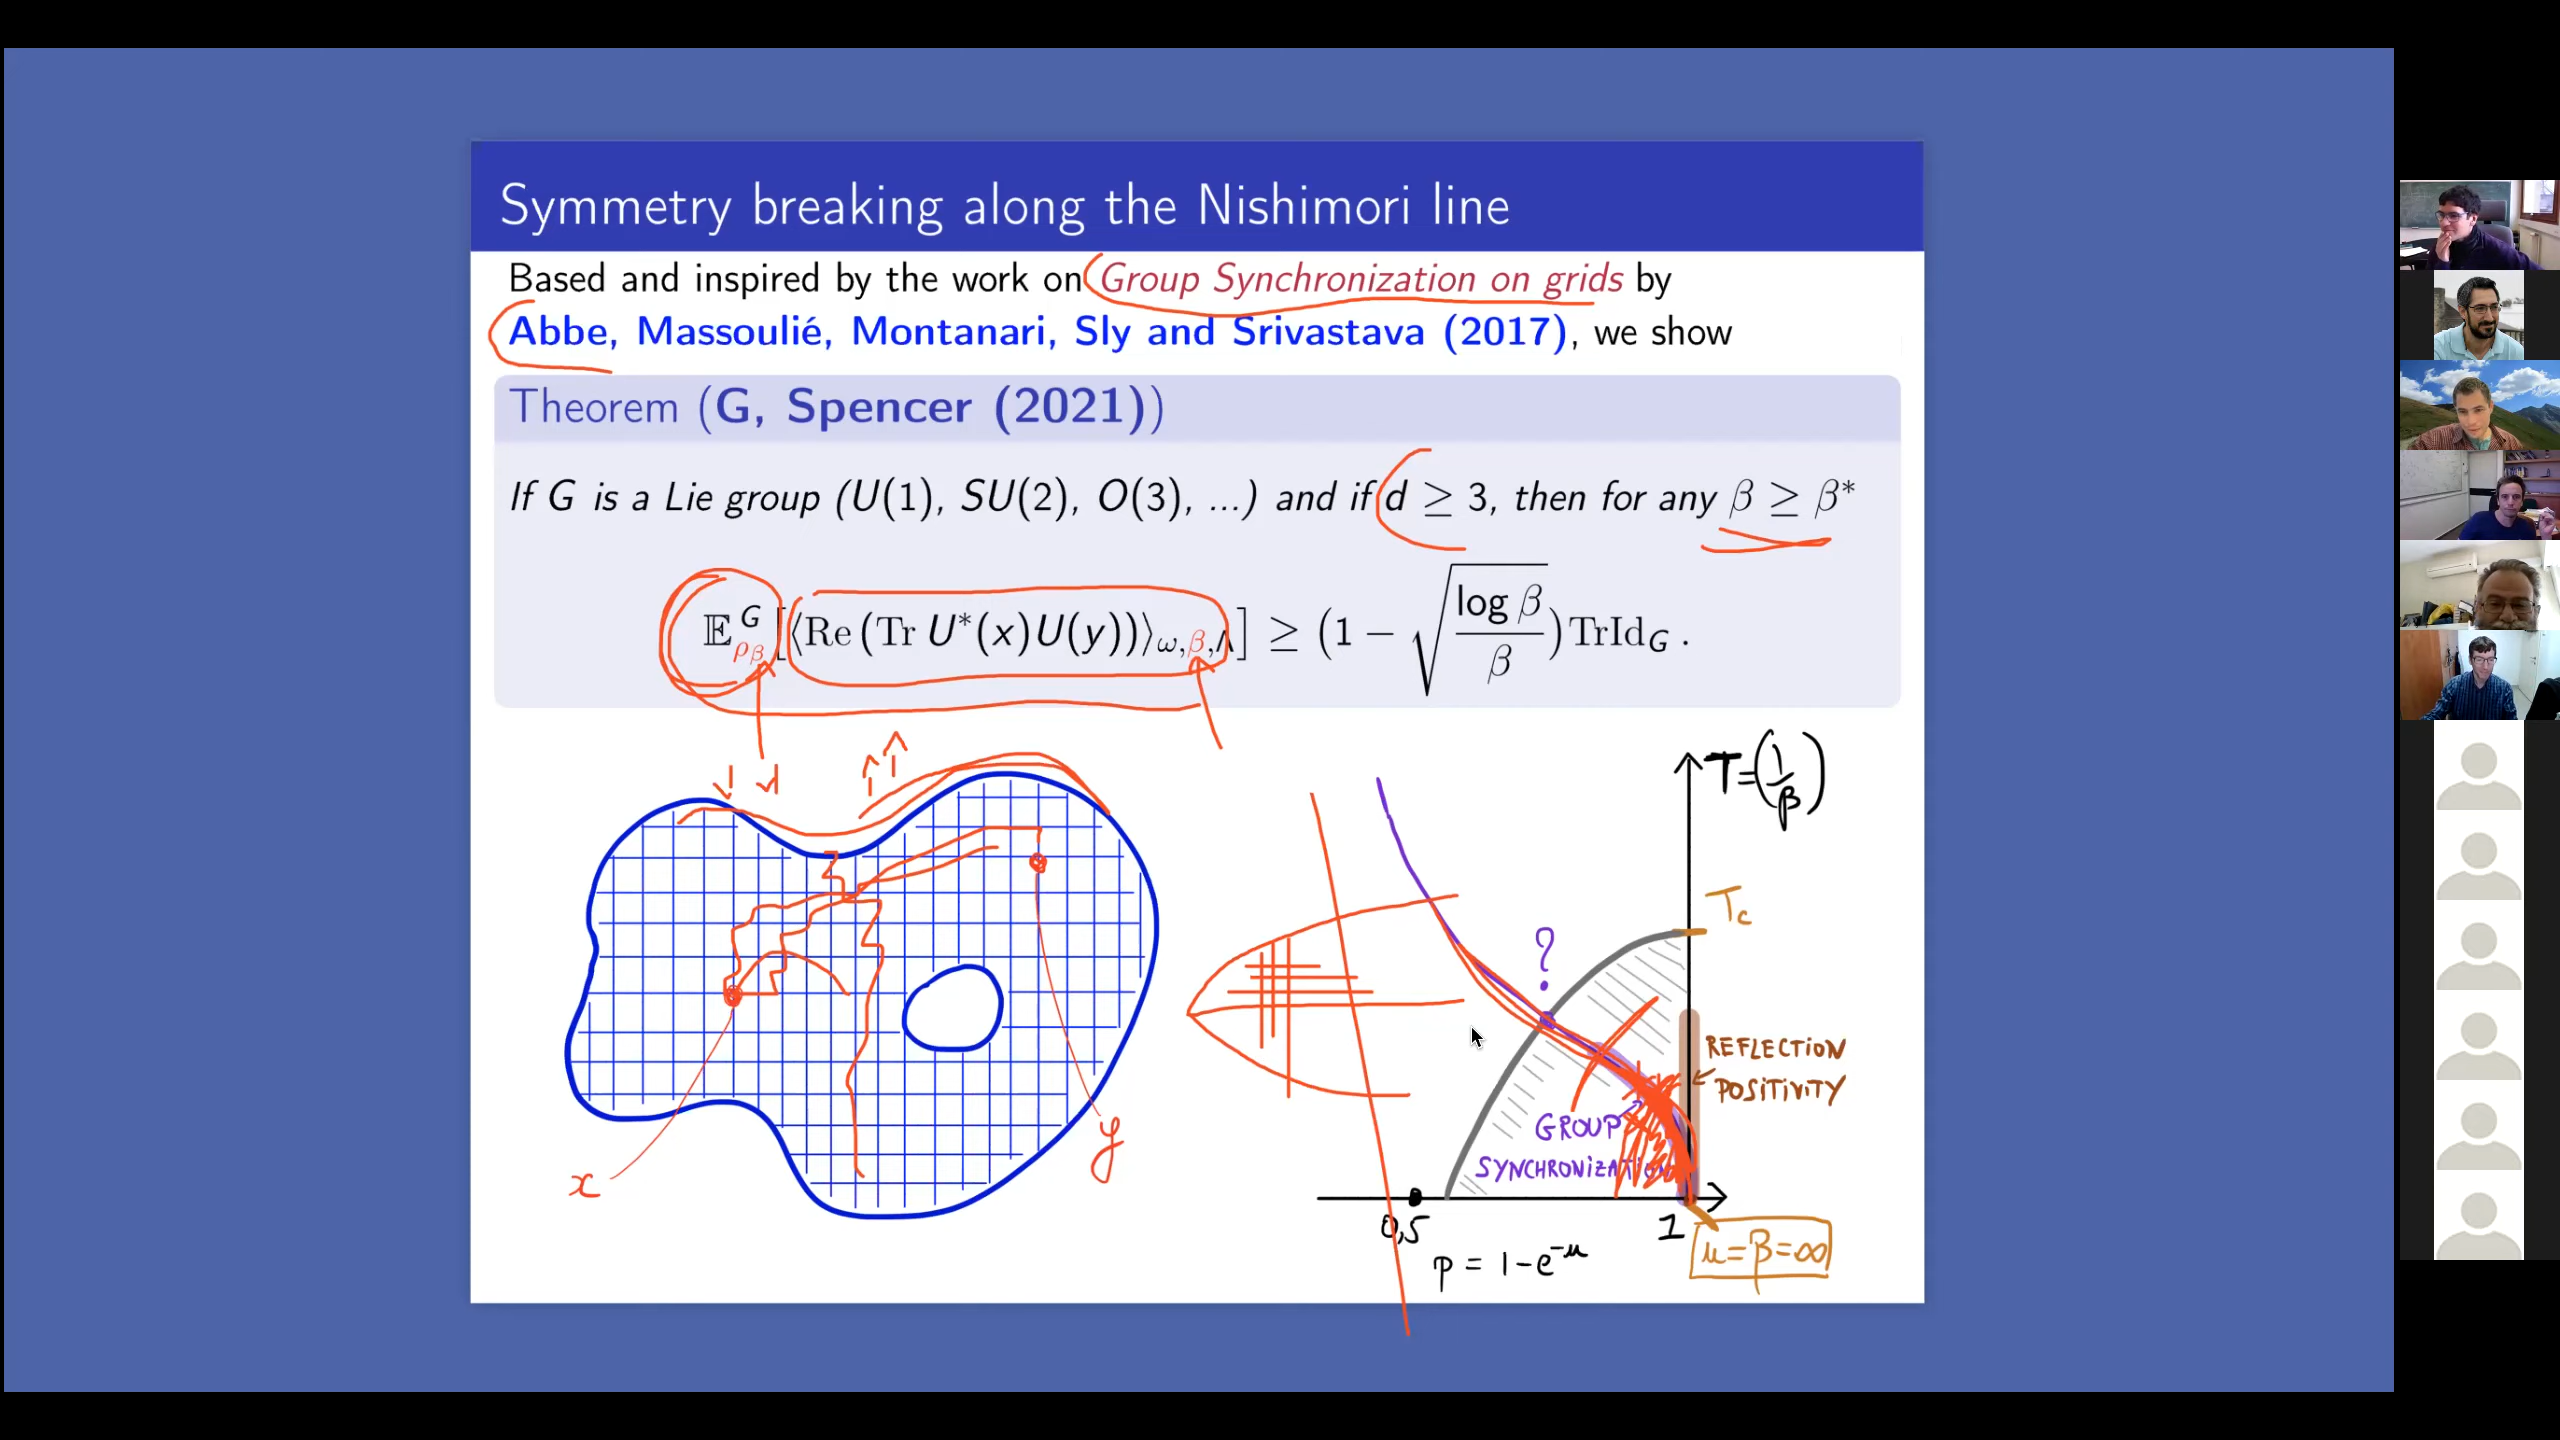 Symmetry breaking along the Nishimori line
Based and inspired by the work on Group Synchronization on grids by
Abbe, Massoulié, Montanari, Sly and Srivastava (2017), we show
Theorem (G, Spencer (2021))
If G is a Lie group (U(1), SU(2), O(3), ...) and if d ≥ 3, then for any β ≥ β*
𝔼^G_{ρ_β} [⟨Re (Tr U*(x)U(y))⟩_{ω,β,Λ}] ≥ (1 − √(log β / β)) TrId_G .
T=(1/β)
Tc
?
REFLECTION
POSITIVITY
GROUP
SYNCHRONIZATION
x
y
0,5
1
μ=β=∞
p = 1-e^{-μ}